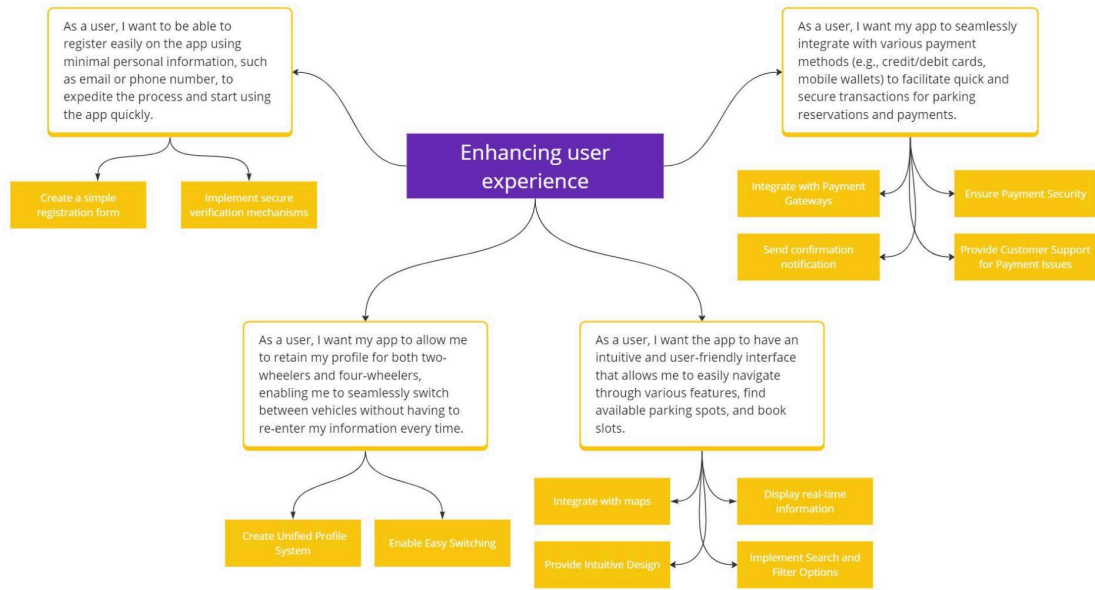 As a user, I want to be able to
register easily on the app using
minimal personal information, such
as email or phone number, to
expedite the process and start using
the app quickly.
Create a simple
registration form
Implement secure
verification mechanisms
Enhancing user
experience
As a user, I want my app to seamlessly
integrate with various payment
methods (e.g., credit/debit cards,
mobile wallets) to facilitate quick and
secure transactions for parking
reservations and payments.
Integrate with Payment
Gateways
Ensure Payment Security
Send confirmation
notification
Provide Customer Support
for Payment Issues
As a user, I want my app to allow me
to retain my profile for both two-
wheelers and four-wheelers,
enabling me to seamlessly switch
between vehicles without having to
re-enter my information every time.
Create Unified Profile
System
Enable Easy Switching
As a user, I want the app to have an
intuitive and user-friendly interface
that allows me to easily navigate
through various features, find
available parking spots, and book
slots.
Integrate with maps
Display real-time
information
Provide Intuitive Design
Implement Search and
Filter Options